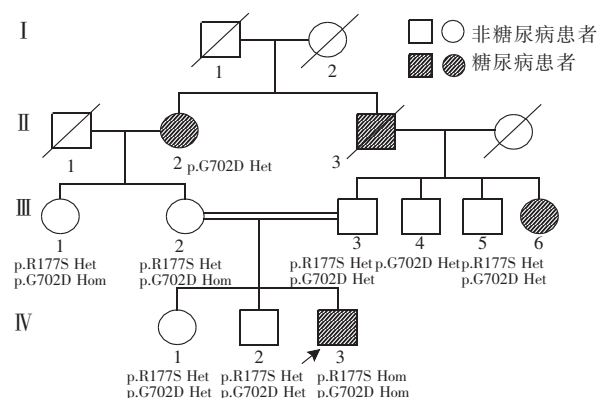 I
1
2
非糖尿病患者
糖尿病患者
II
1
2 p.G702D Het
3
III
1
2
3
4
5
6
p.R177S Het
p.G702D Hom
p.R177S Het
p.G702D Hom
p.R177S Het
p.G702D Het
p.G702D Het
p.R177S Het
p.G702D Het
IV
1
2
3
p.R177S Het
p.G702D Het
p.R177S Het
p.G702D Het
p.R177S Hom
p.G702D Hom